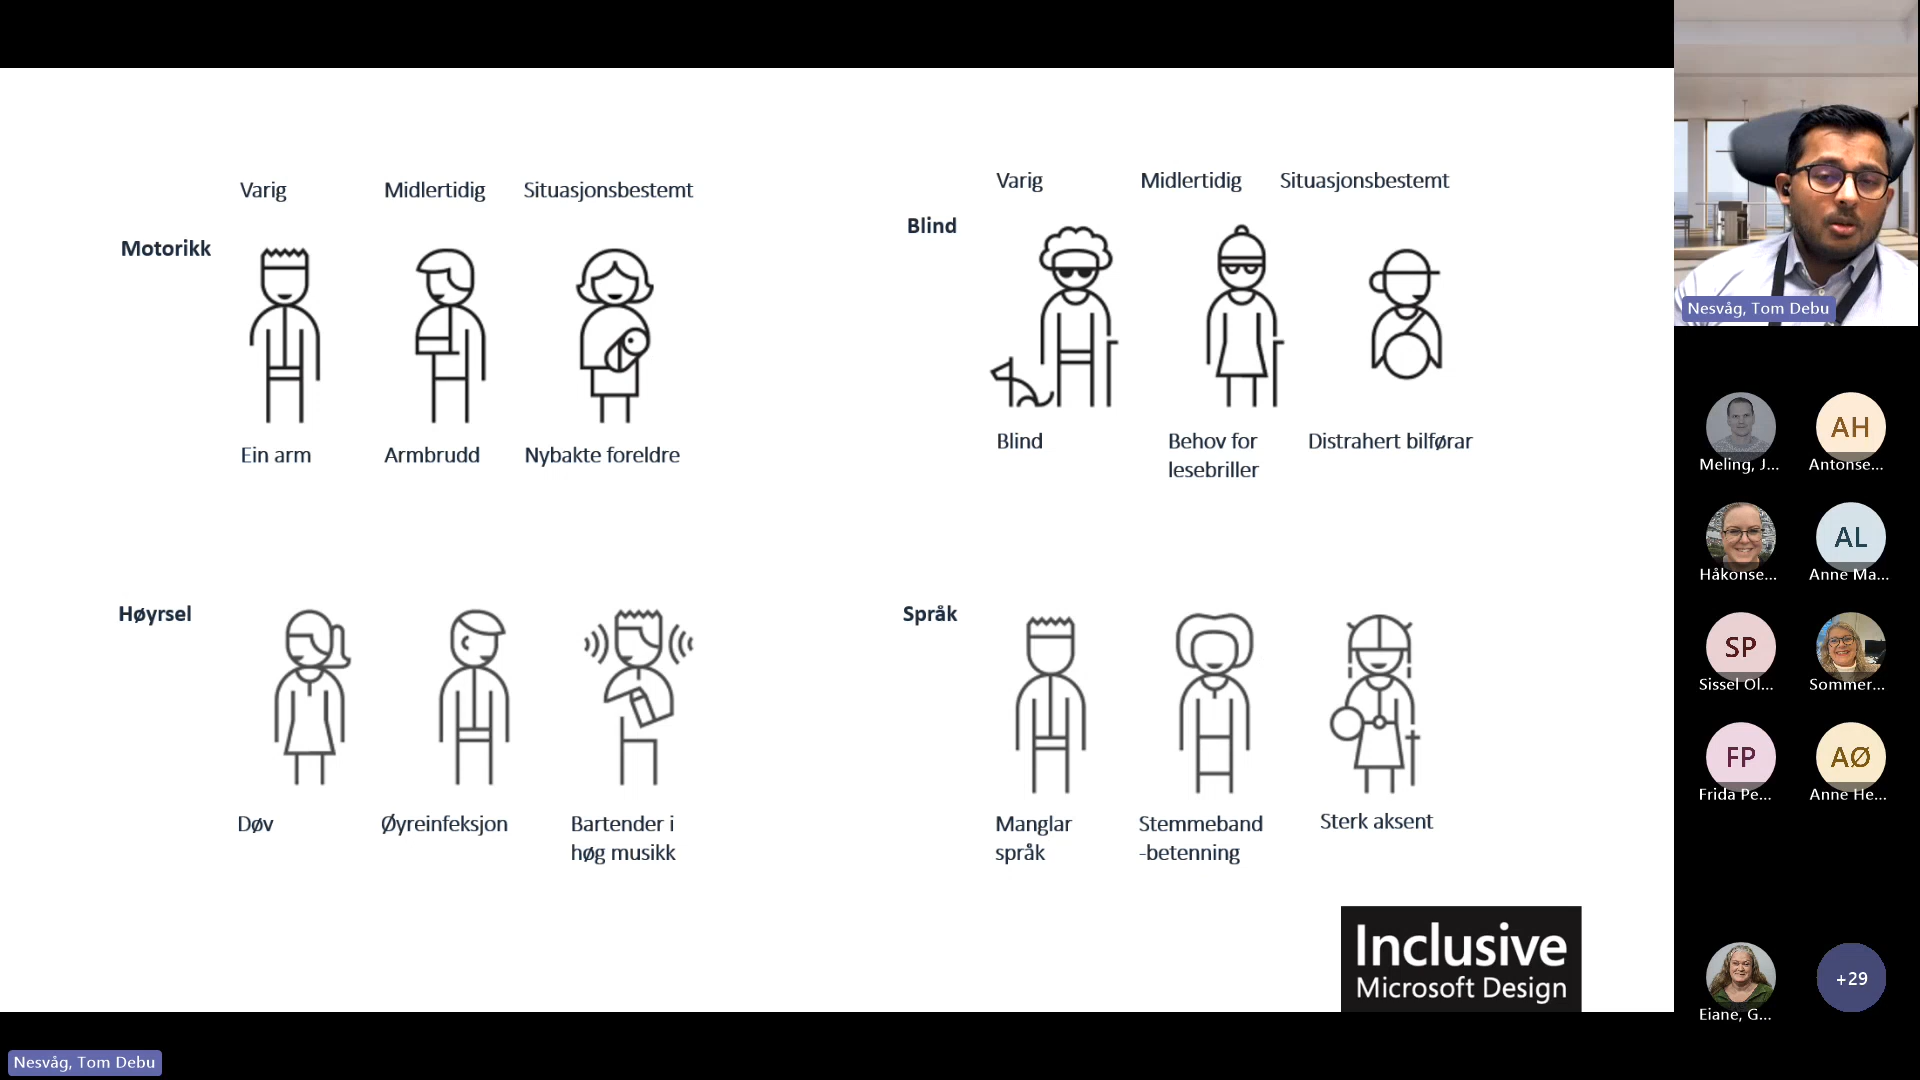 Varig
Midlertidig
Situasjonsbestemt
Motorikk
Ein arm
Armbrudd
Nybakte foreldre
Varig
Midlertidig
Situasjonsbestemt
Blind
Blind
Behov for
lesebriller
Distrahert bilførar
Høyrsel
Døv
Øyreinfeksjon
Bartender i
høg musikk
Språk
Manglar
språk
Stemmeband
-betenning
Sterk aksent
Inclusive
Microsoft Design
Nesvåg, Tom Debu
Meling, J...
AH
Antonse...
Håkonse...
AL
Anne Ma...
SP
Sissel Ol...
Sommer...
FP
Frida Pe...
AØ
Anne He...
Eiane, G...
+29
Nesvåg, Tom Debu